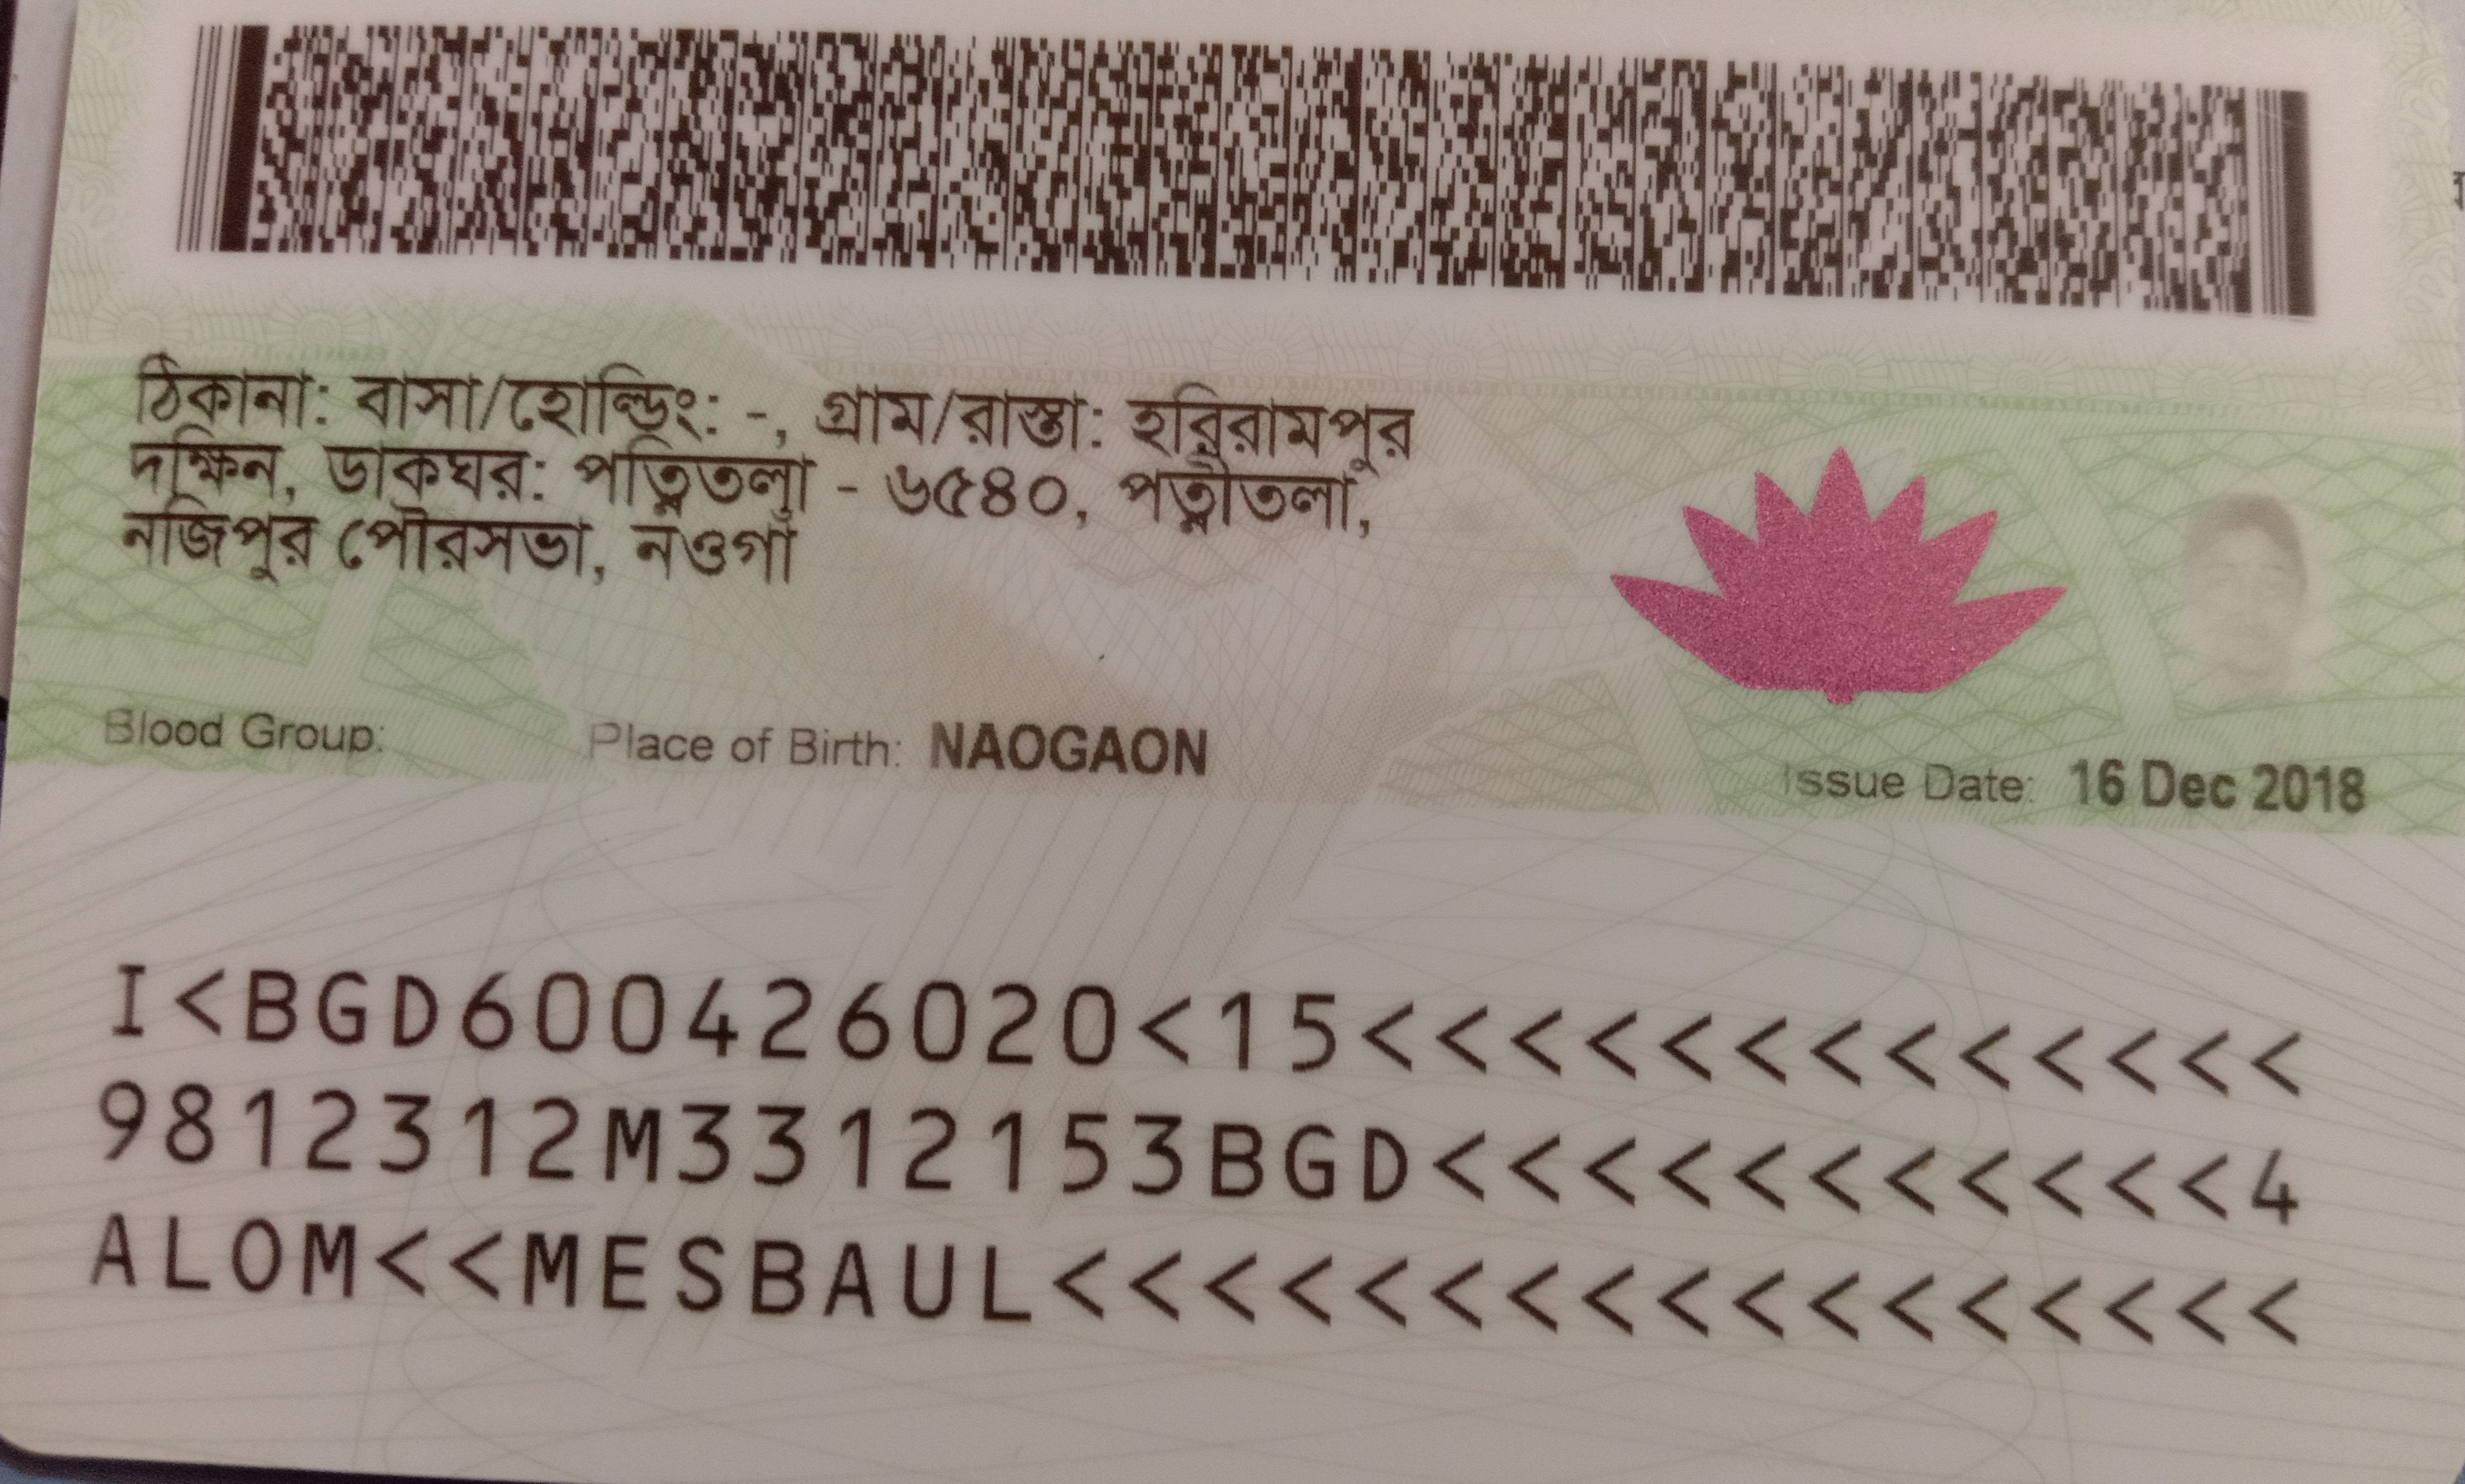 ঠিকানা: বাসা/হোল্ডিং: -, গ্রাম/রাস্তা: হরিরামপুর
দক্ষিন, ডাকঘর: পত্নিতলা - ৬৫৪০, পত্নীতলা,
নজিপুর পৌরসভা, নওগাঁ
Blood Group: Place of Birth: NAOGAON
Issue Date: 16 Dec 2018
I<BGD600426020<15<<<<<<<<<<<<<
9812312M3312153BGD<<<<<<<<<<<4
ALOM<<MESBAUL<<<<<<<<<<<<<<<<<